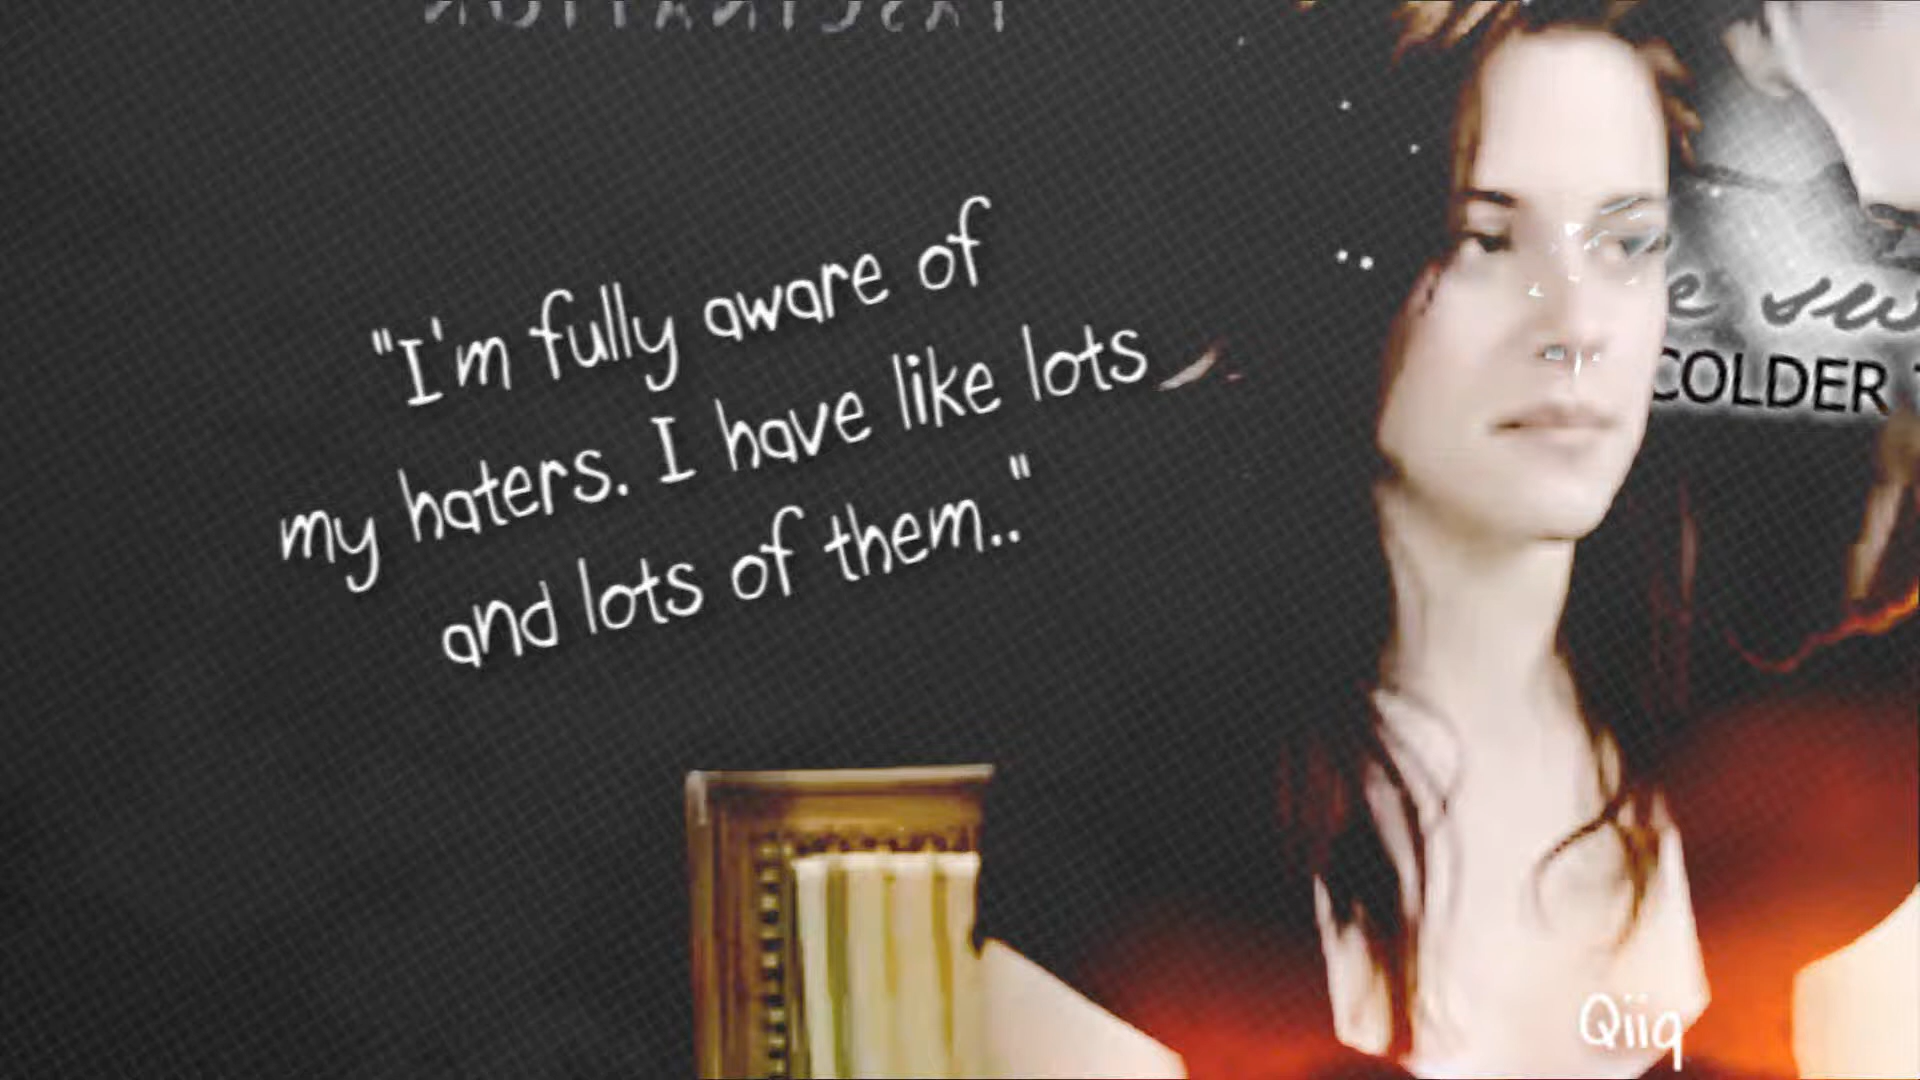 "I'm fully aware of
my haters. I have like lots
and lots of them.."
COLDER
Qiiq